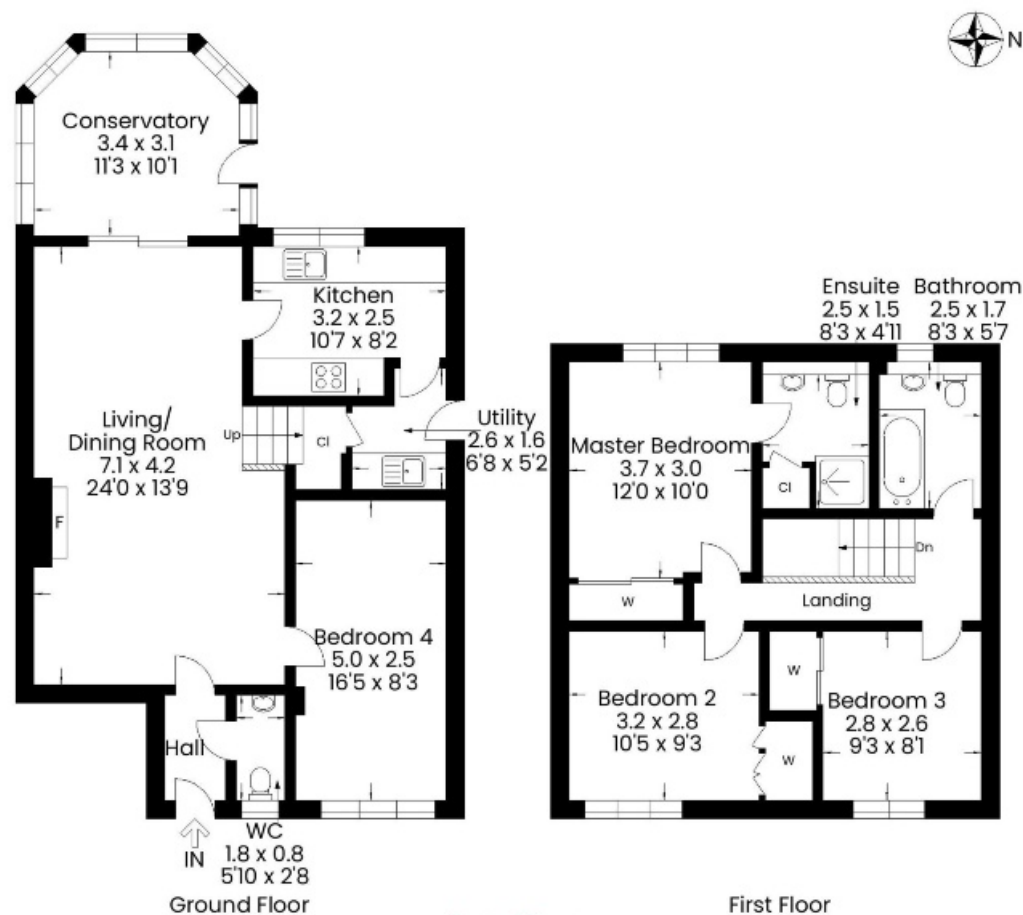 N
Conservatory
3.4 x 3.1
11'3 x 10'1
Kitchen
3.2 x 2.5
10'7 x 8'2
Living/
Dining Room
7.1 x 4.2
24'0 x 13'9
Up
Cl
Utility
2.6 x 1.6
6'8 x 5'2
F
Bedroom 4
5.0 x 2.5
16'5 x 8'3
Hall
IN
WC
1.8 x 0.8
5'10 x 2'8
Ground Floor
Ensuite
2.5 x 1.5
8'3 x 4'11
Bathroom
2.5 x 1.7
8'3 x 5'7
Master Bedroom
3.7 x 3.0
12'0 x 10'0
Cl
Dn
W
Landing
Bedroom 2
3.2 x 2.8
10'5 x 9'3
W
W
Bedroom 3
2.8 x 2.6
9'3 x 8'1
First Floor